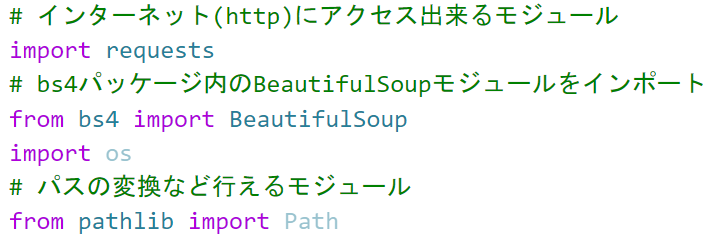 # インターネット(http)にアクセス出来るモジュール
import requests
# bs4パッケージ内のBeautifulSoupモジュールをインポート
from bs4 import BeautifulSoup
import os
# パスの変換など行えるモジュール
from pathlib import Path